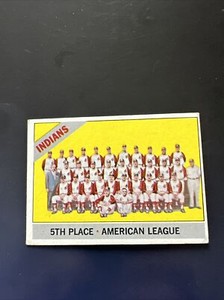 INDIANS
5TH PLACE · AMERICAN LEAGUE